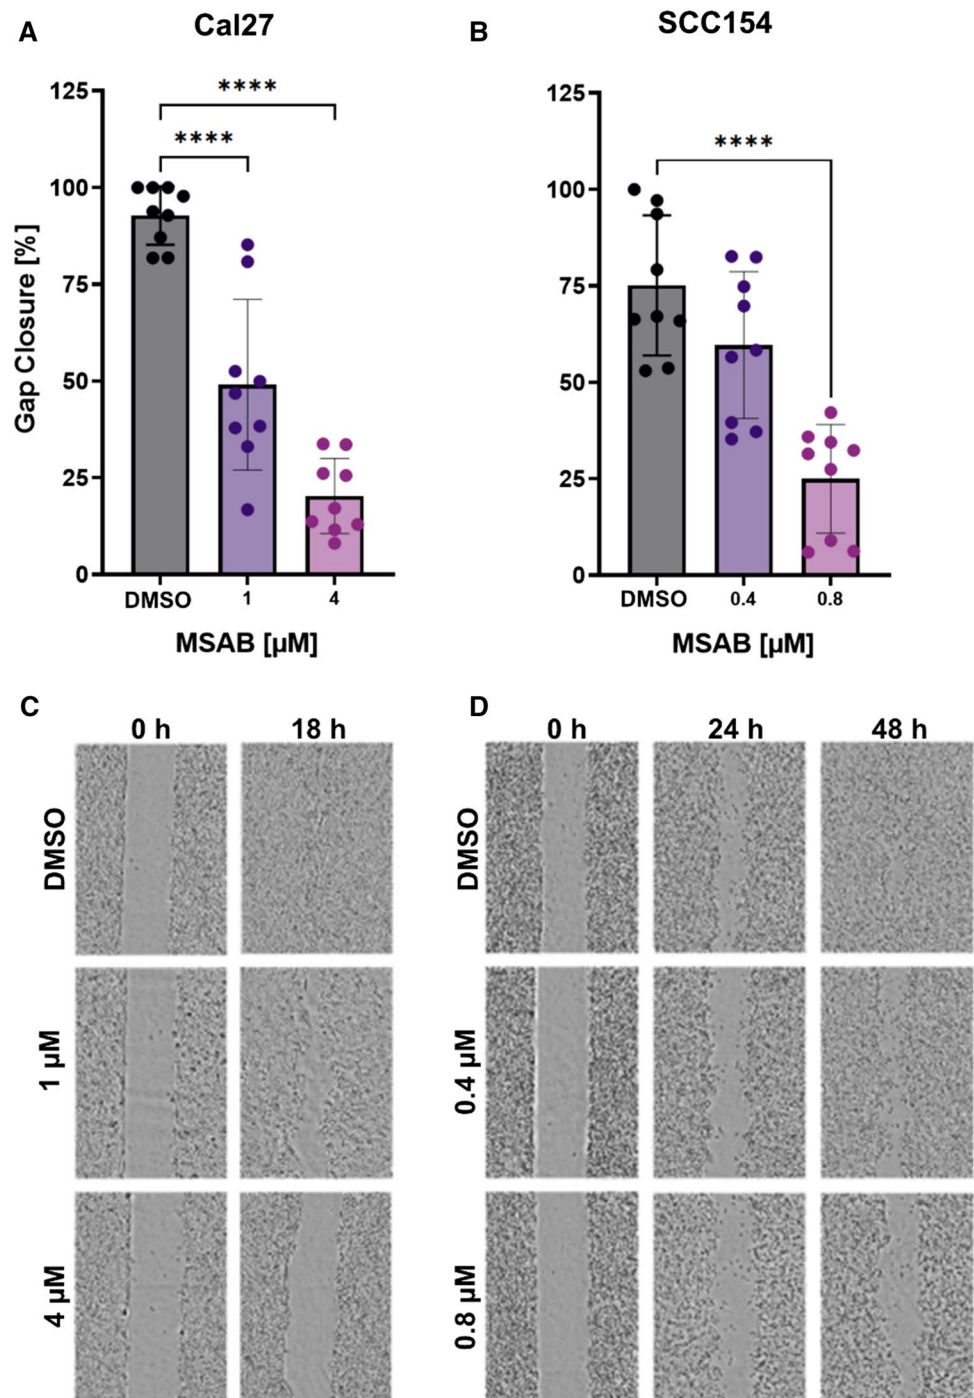 A
Cal27
Gap Closure [%]
125
100
75
50
25
0
****
****
DMSO
1
4
MSAB [µM]
B
SCC154
125
100
75
50
25
0
****
DMSO
0.4
0.8
MSAB [µM]
C
0 h
18 h
DMSO
1 µM
4 µM
D
0 h
24 h
48 h
DMSO
0.4 µM
0.8 µM